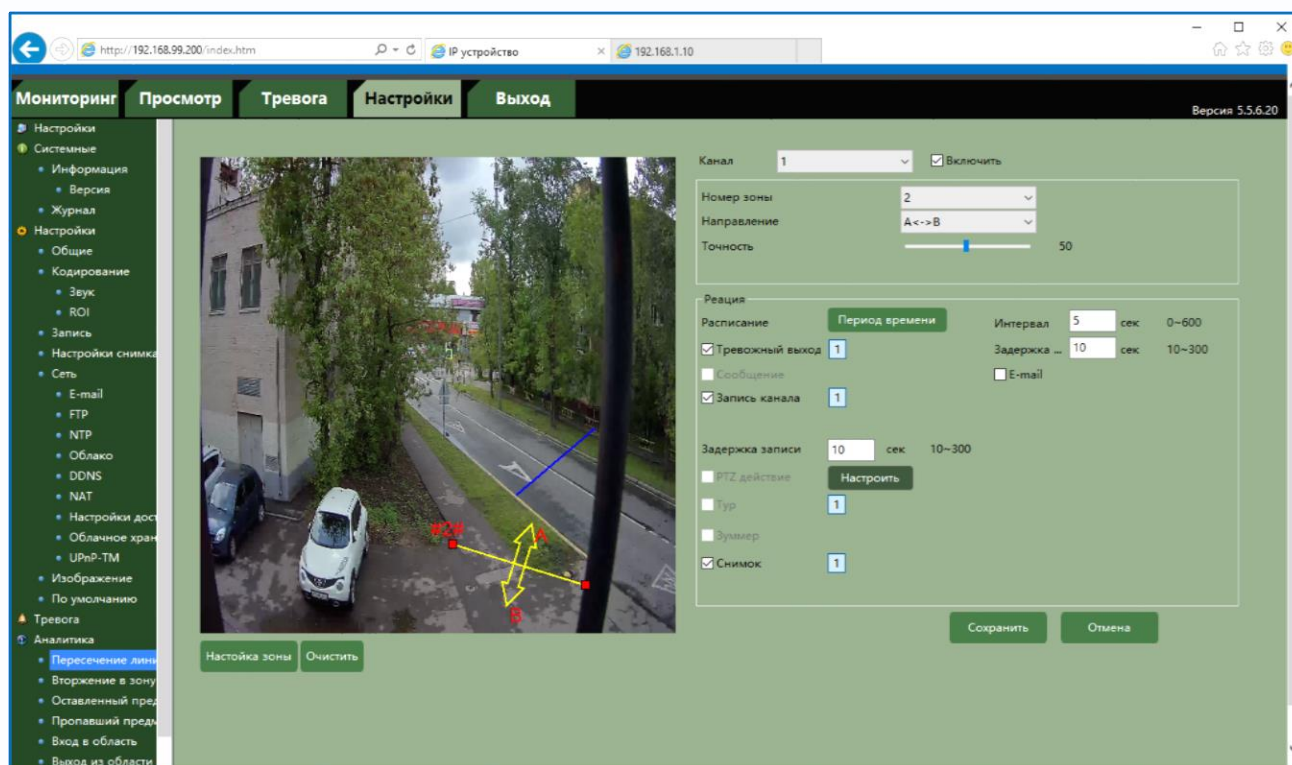 http://192.168.99.200/index.htm
IP устройство
192.168.1.10
Мониторинг Просмотр Тревога Настройки Выход
Версия 5.5.6.20
Настройки
Системные
Информация
Версия
Журнал
Настройки
Общие
Кодирование
Звук
ROI
Запись
Настройки снимка
Сеть
E-mail
FTP
NTP
Облако
DDNS
NAT
Настройки дост
Облачное хран
UPnP-TM
Изображение
По умолчанию
Тревога
Аналитика
Пересечение лини
Вторжение в зону
Оставленный пред
Пропавший предм
Вход в область
Выход из области
#2#
A
B
Настойка зоны Очистить
Канал 1 Включить
Номер зоны 2
Направление A<->B
Точность 50
Реация
Расписание Период времени Интервал 5 сек 0~600
Тревожный выход 1 Задержка ... 10 сек 10~300
Сообщение E-mail
Запись канала 1
Задержка записи 10 сек 10~300
PTZ действие Настроить
Тур 1
Зуммер
Снимок 1
Сохранить Отмена